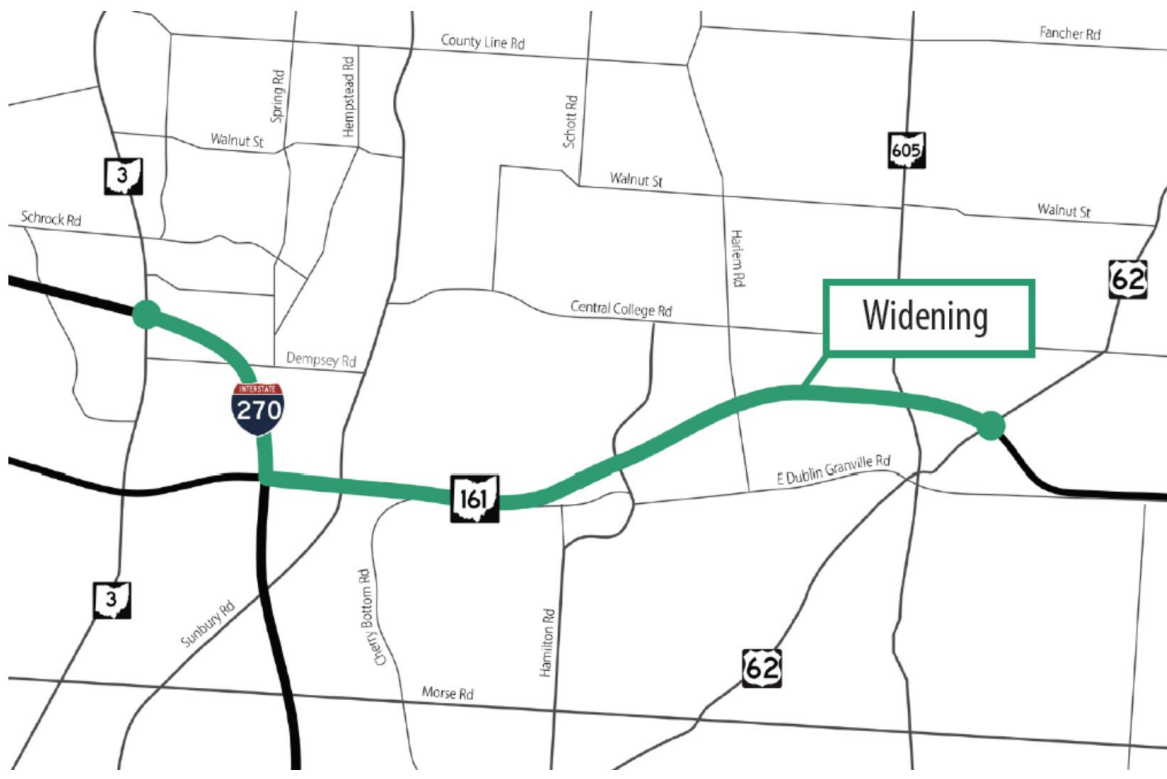 County Line Rd
Fancher Rd
Spring Rd
Hempstead Rd
Schott Rd
Walnut St
605
3
Walnut St
Walnut St
Schrock Rd
Harlem Rd
62
Central College Rd
Widening
Dempsey Rd
INTERSTATE
270
E Dublin Granville Rd
161
3
Sunbury Rd
Cherry Bottom Rd
Hamilton Rd
62
Morse Rd